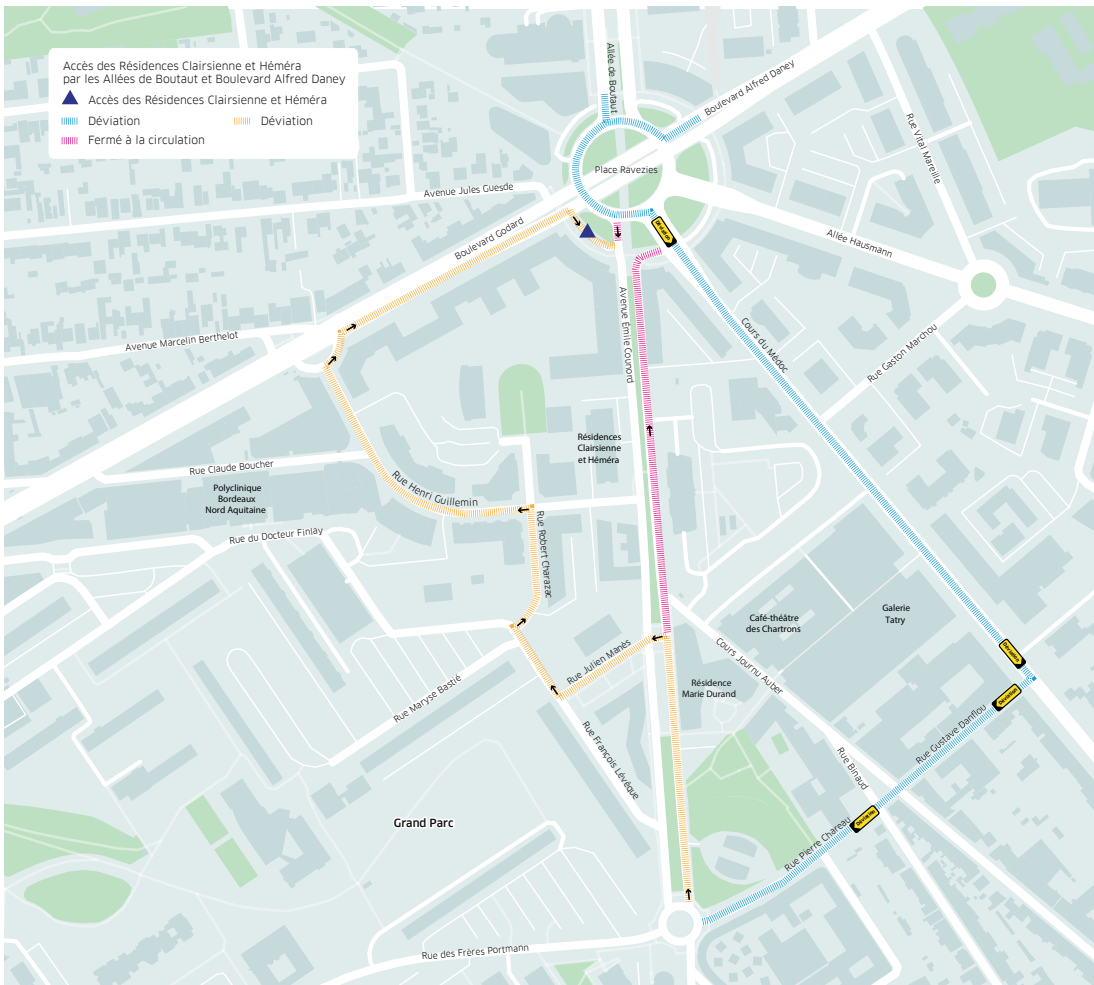 Accès des Résidences Clairsienne et Héméra
par les Allées de Boutaut et Boulevard Alfred Daney
Accès des Résidences Clairsienne et Héméra
Déviation
Déviation
Fermé à la circulation
Allée de Boutaut
Boulevard Alfred Daney
Rue Vital Mareille
Place Ravezies
Avenue Jules Guesde
Boulevard Godard
Déviation
Allée Hausmann
Avenue Émile Counord
Cours du Médoc
Avenue Marcelin Berthelot
Rue Gaston Marchou
Résidences
Clairsienne
et Héméra
Rue Claude Boucher
Polyclinique
Bordeaux
Nord Aquitaine
Rue Henri Guillemin
Rue du Docteur Finlay
Rue Robert Charazac
Café-théâtre
des Chartrons
Galerie
Tatry
Rue Julien Manès
Cours Journu Auber
Déviation
Résidence
Marie Durand
Déviation
Rue Maryse Bastié
Rue Gustave Danflou
Rue François Lévêque
Rue Binaud
Grand Parc
Déviation
Rue Pierre Chareau
Rue des Frères Portmann